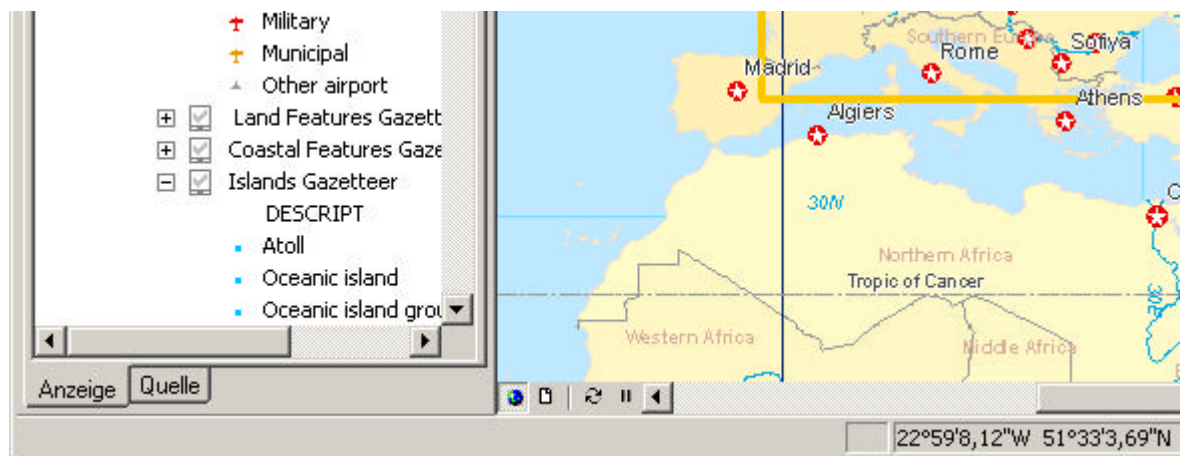 Military
Municipal
Other airport
Land Features Gazett
Coastal Features Gaze
Islands Gazetteer
DESCRIPT
Atoll
Oceanic island
Oceanic island grou
Anzeige
Quelle
Southern Europe
Rome
Sofiya
Madrid
Athens
Algiers
30N
C
Northern Africa
Tropic of Cancer
30E
Western Africa
Middle Africa
E
22°59'8,12"W 51°33'3,69"N